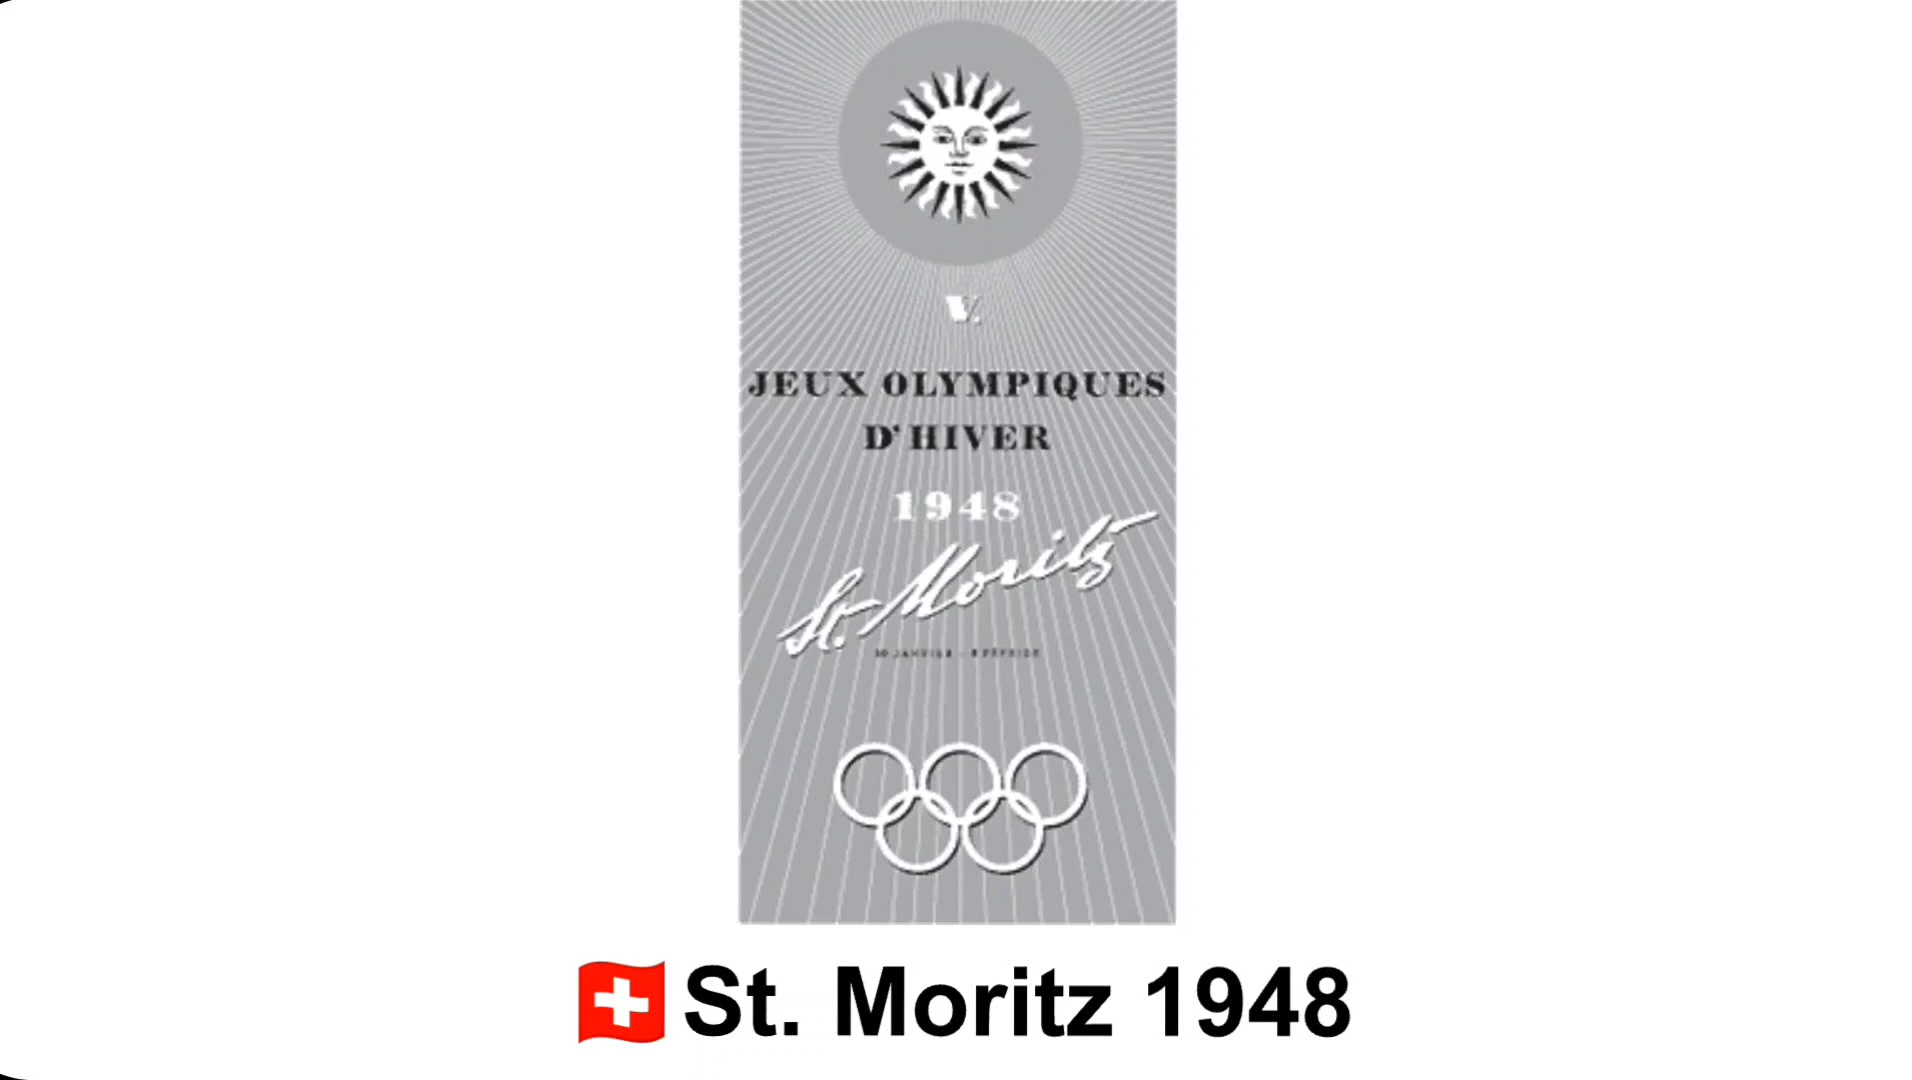 V.
JEUX OLYMPIQUES
D'HIVER
1948
St. Moritz
St. Moritz 1948